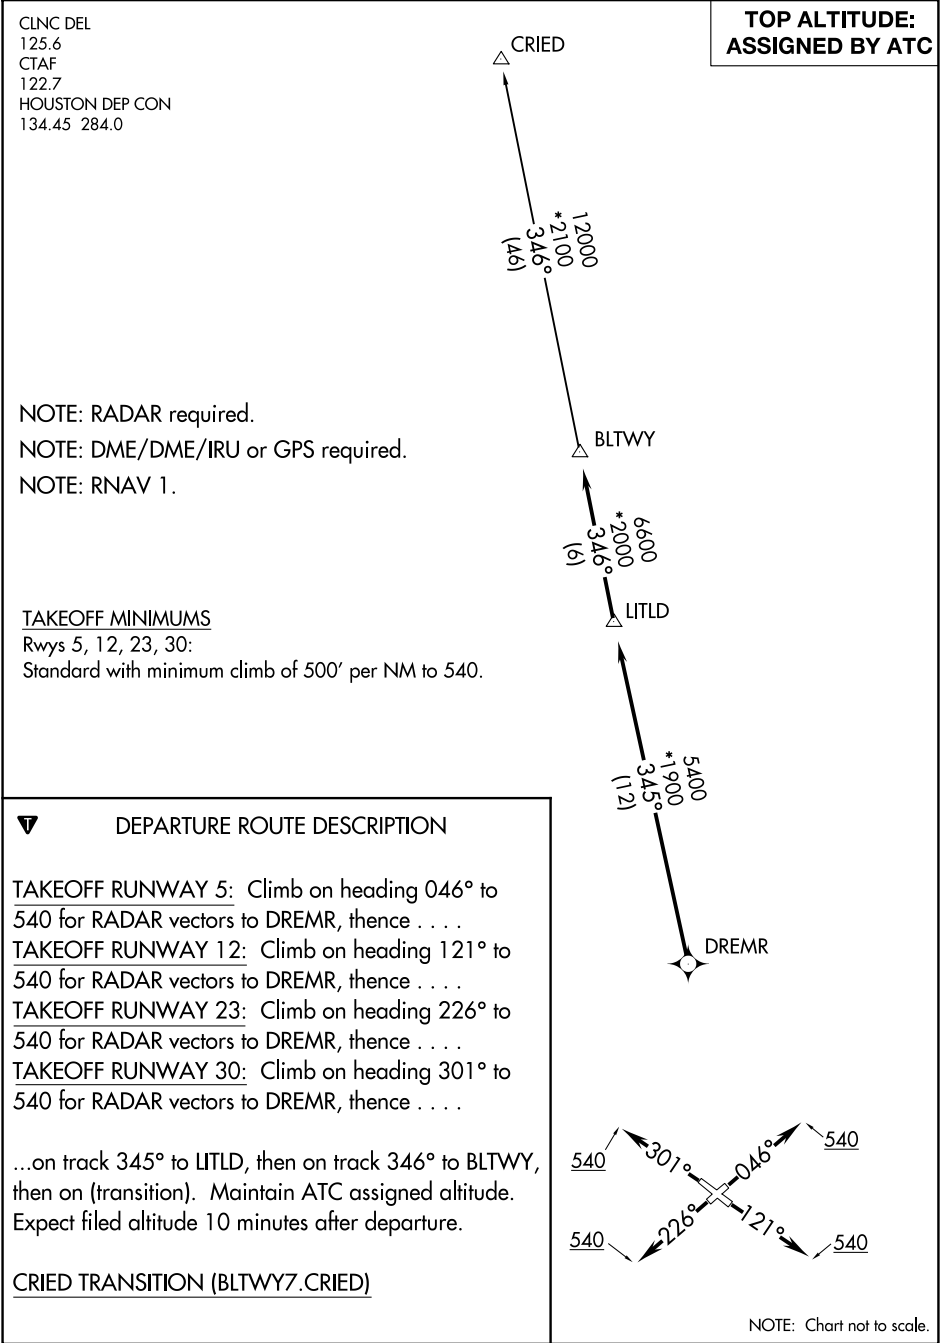 CLNC DEL
125.6
CTAF
122.7
HOUSTON DEP CON
134.45 284.0
TOP ALTITUDE:
ASSIGNED BY ATC
CRIED
12000
*2100
346°
(46)
NOTE: RADAR required.
NOTE: DME/DME/IRU or GPS required.
NOTE: RNAV 1.
BLTWY
6600
*2000
346°
(6)
LITLD
TAKEOFF MINIMUMS
Rwys 5, 12, 23, 30:
Standard with minimum climb of 500' per NM to 540.
5400
*1900
345°
(12)
DREMR
T
DEPARTURE ROUTE DESCRIPTION
TAKEOFF RUNWAY 5: Climb on heading 046° to
540 for RADAR vectors to DREMR, thence . . . .
TAKEOFF RUNWAY 12: Climb on heading 121° to
540 for RADAR vectors to DREMR, thence . . . .
TAKEOFF RUNWAY 23: Climb on heading 226° to
540 for RADAR vectors to DREMR, thence . . . .
TAKEOFF RUNWAY 30: Climb on heading 301° to
540 for RADAR vectors to DREMR, thence . . . .
...on track 345° to LITLD, then on track 346° to BLTWY,
then on (transition). Maintain ATC assigned altitude.
Expect filed altitude 10 minutes after departure.
CRIED TRANSITION (BLTWY7.CRIED)
540
301°
046°
540
540
226°
121°
540
NOTE: Chart not to scale.